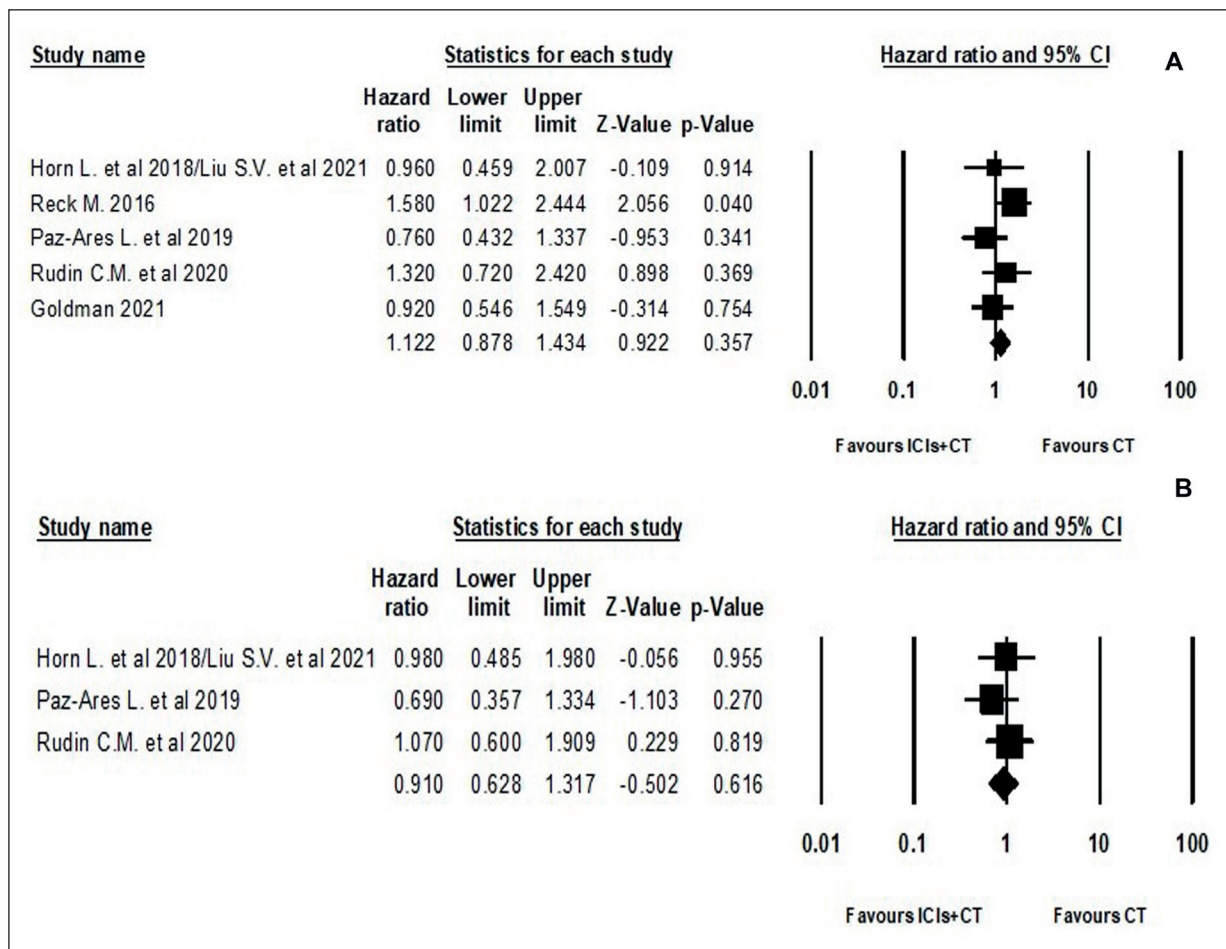 A
Study name Statistics for each study Hazard ratio and 95% CI
Hazard Lower Upper
ratio limit limit Z-Value p-Value
Horn L. et al 2018/Liu S.V. et al 2021 0.960 0.459 2.007 -0.109 0.914
Reck M. 2016 1.580 1.022 2.444 2.056 0.040
Paz-Ares L. et al 2019 0.760 0.432 1.337 -0.953 0.341
Rudin C.M. et al 2020 1.320 0.720 2.420 0.898 0.369
Goldman 2021 0.920 0.546 1.549 -0.314 0.754
1.122 0.878 1.434 0.922 0.357
0.01 0.1 1 10 100
Favours ICIs+CT Favours CT
B
Study name Statistics for each study Hazard ratio and 95% CI
Hazard Lower Upper
ratio limit limit Z-Value p-Value
Horn L. et al 2018/Liu S.V. et al 2021 0.980 0.485 1.980 -0.056 0.955
Paz-Ares L. et al 2019 0.690 0.357 1.334 -1.103 0.270
Rudin C.M. et al 2020 1.070 0.600 1.909 0.229 0.819
0.910 0.628 1.317 -0.502 0.616
0.01 0.1 1 10 100
Favours ICIs+CT Favours CT